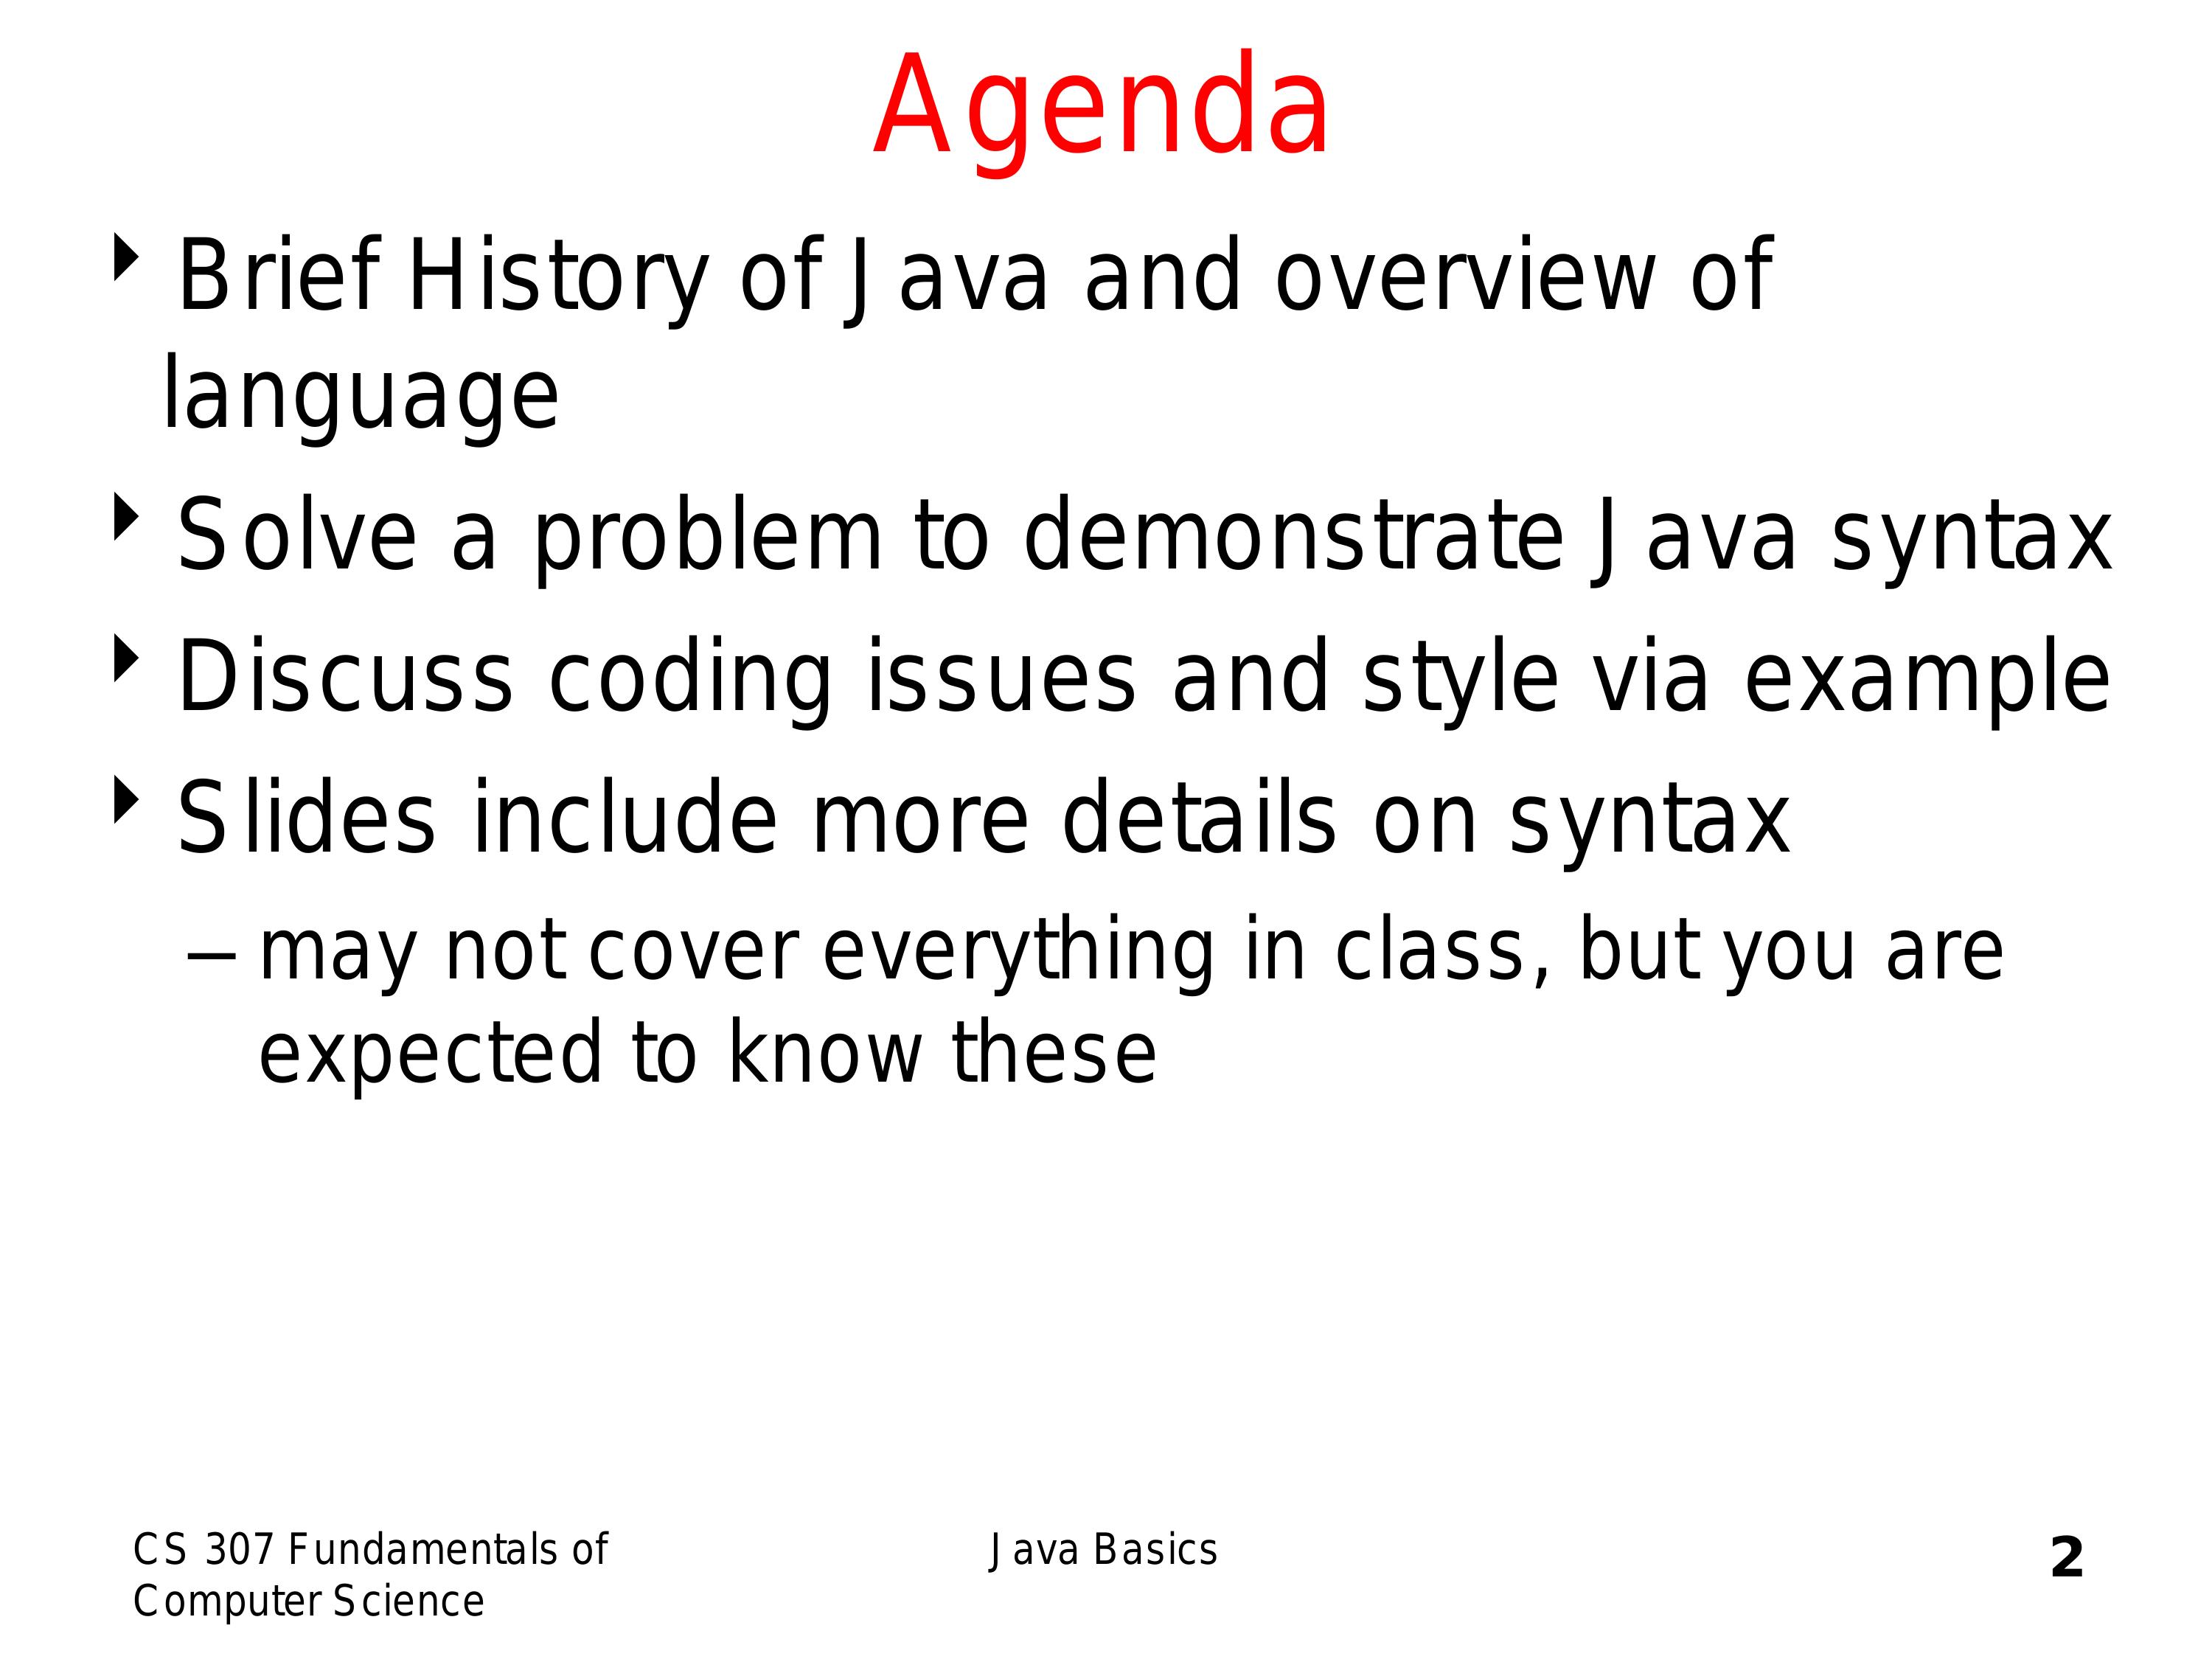 Agenda
Brief History of Java and overview of
language
Solve a problem to demonstrate Java syntax
Discuss coding issues and style via example
Slides include more details on syntax
– may not cover everything in class, but you are
expected to know these
CS 307 Fundamentals of
Computer Science
Java Basics
2